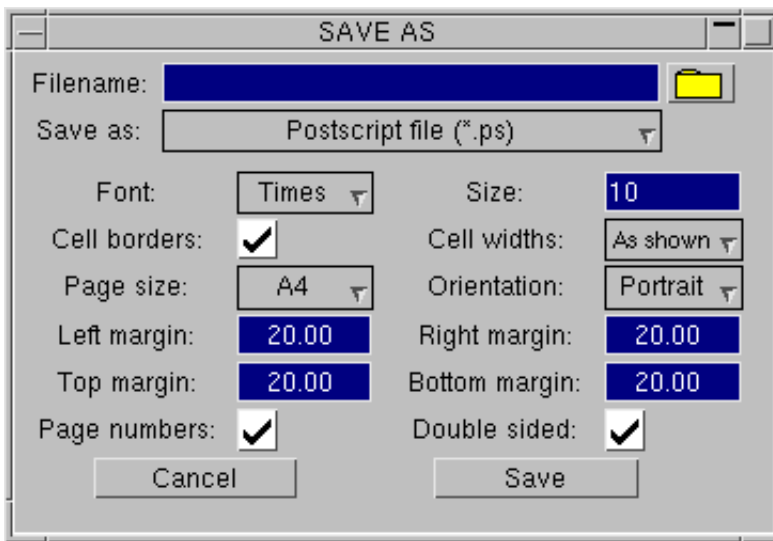 SAVE AS
Filename:
Save as: Postscript file (*.ps)
Font: Times Size: 10
Cell borders: Cell widths: As shown
Page size: A4 Orientation: Portrait
Left margin: 20.00 Right margin: 20.00
Top margin: 20.00 Bottom margin: 20.00
Page numbers: Double sided:
Cancel Save